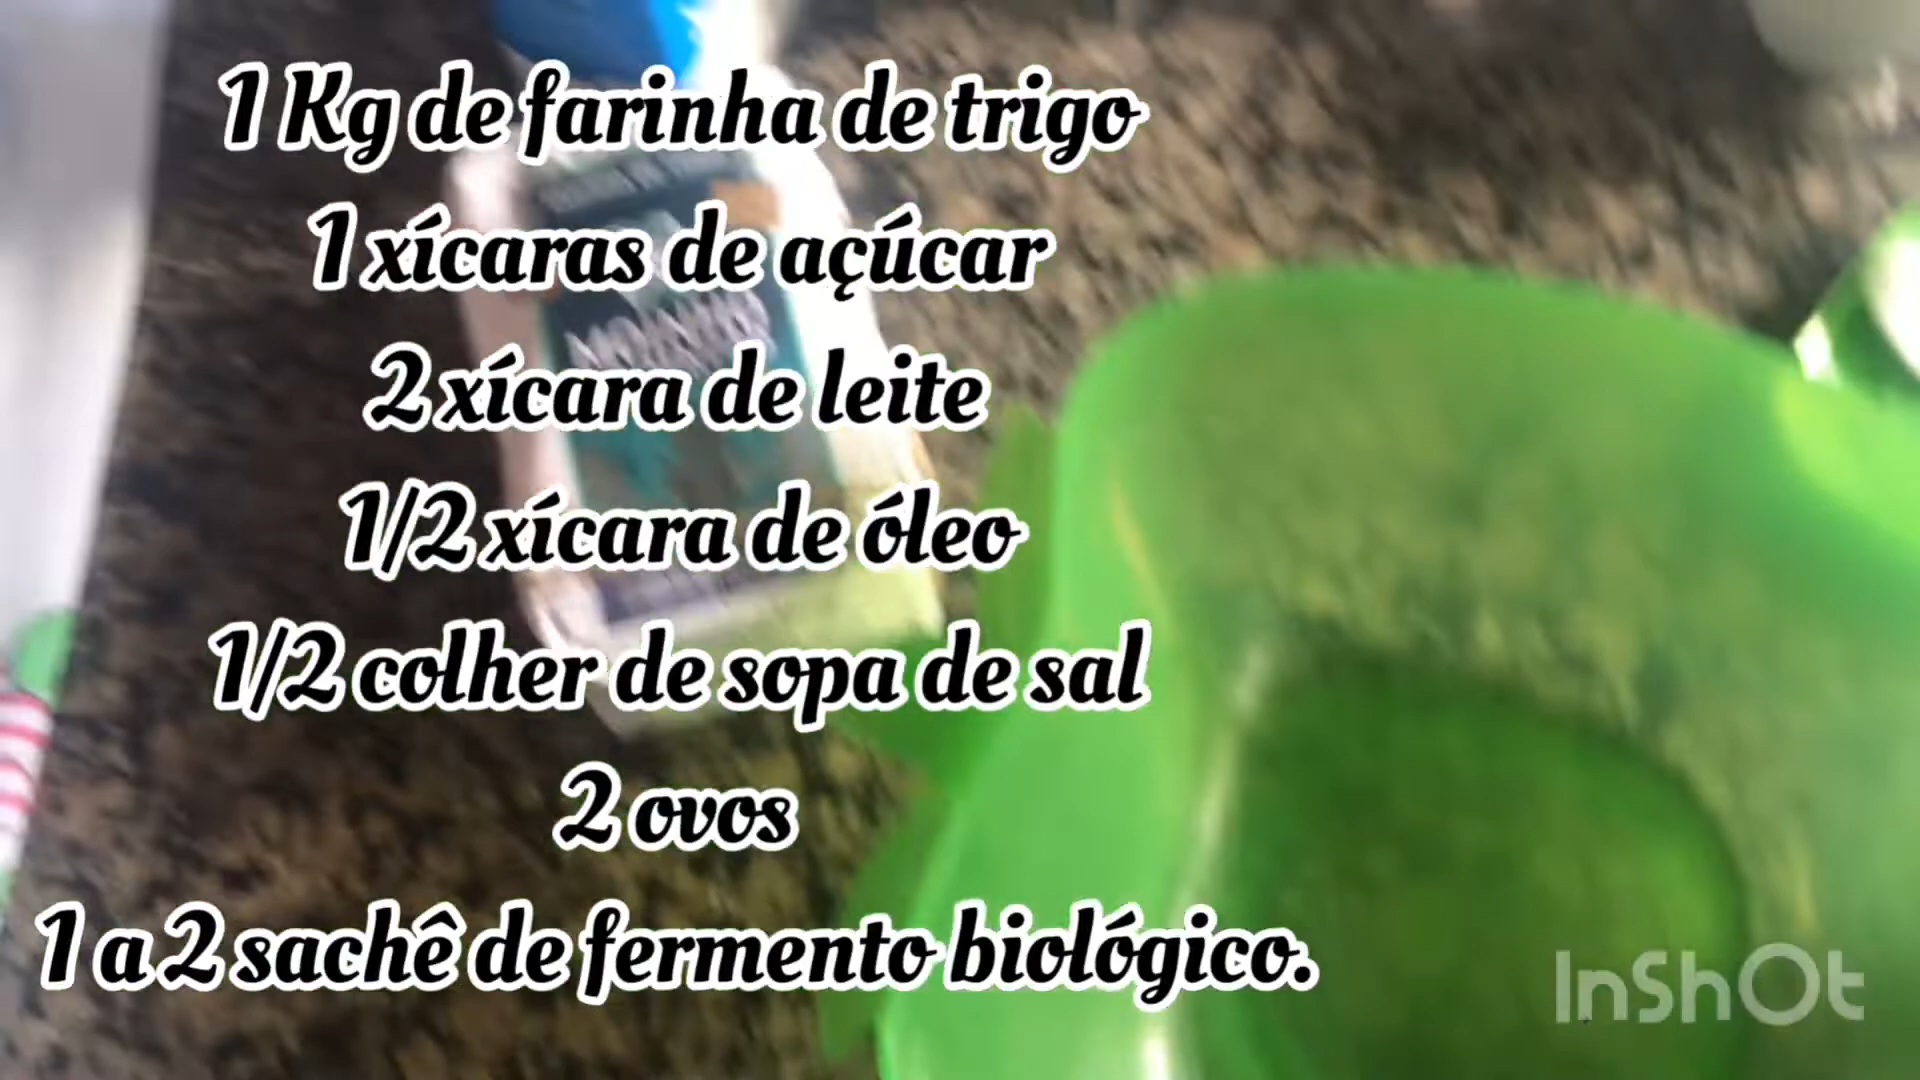 1 Kg de farinha de trigo
1 xícaras de açúcar
2 xícara de leite
1/2 xícara de óleo
1/2 colher de sopa de sal
2 ovos
1 a 2 sachê de fermento biológico.
InShOt